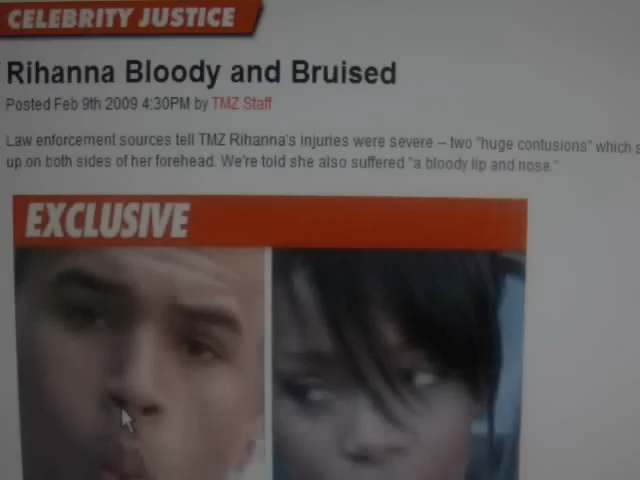 CELEBRITY JUSTICE
Rihanna Bloody and Bruised
Posted Feb 9th 2009 4:30PM by TMZ Staff
Law enforcement sources tell TMZ Rihanna's injuries were severe – two "huge contusions" which
up on both sides of her forehead. We're told she also suffered "a bloody lip and nose."
EXCLUSIVE